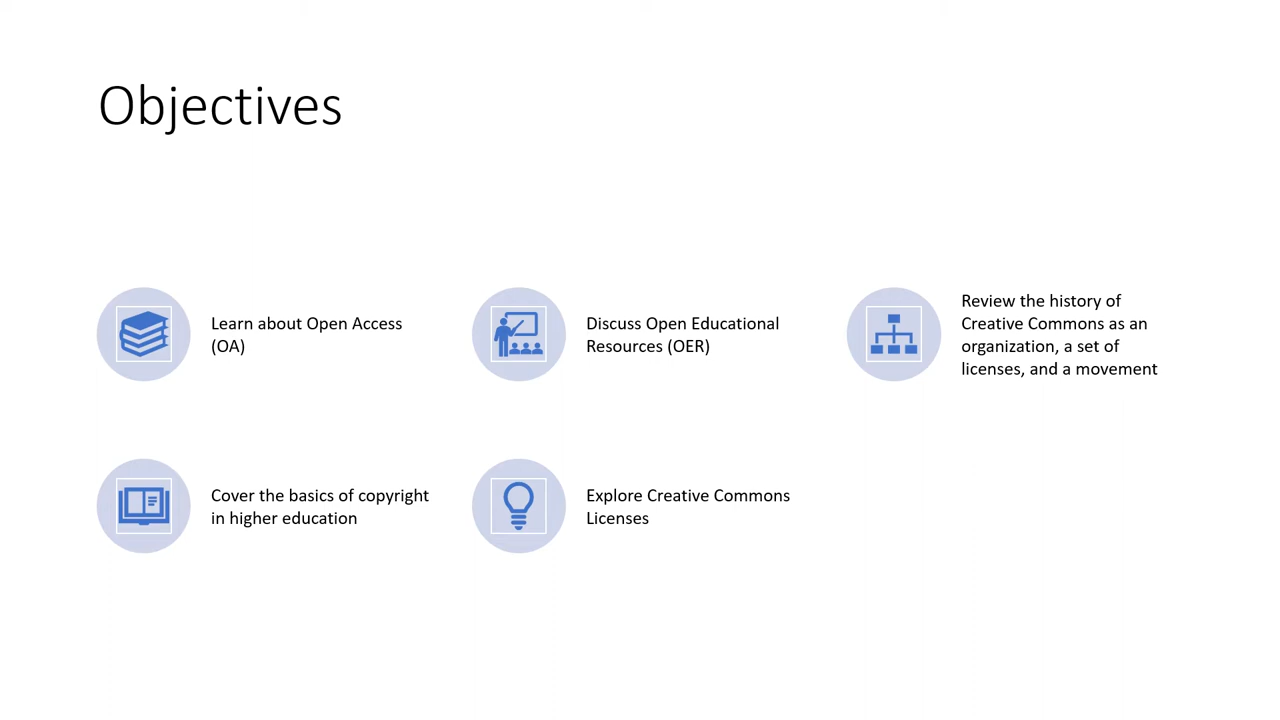 Objectives
Learn about Open Access
(OA)
Discuss Open Educational
Resources (OER)
Review the history of
Creative Commons as an
organization, a set of
licenses, and a movement
Cover the basics of copyright
in higher education
Explore Creative Commons
Licenses